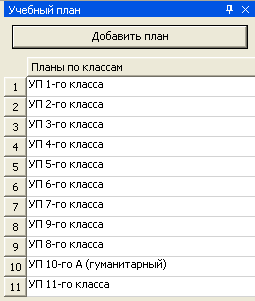 Учебный план
Добавить план
Планы по классам
1 УП 1-го класса
2 УП 2-го класса
3 УП 3-го класса
4 УП 4-го класса
5 УП 5-го класса
6 УП 6-го класса
7 УП 7-го класса
8 УП 9-го класса
9 УП 8-го класса
10 УП 10-го А (гуманитарный)
11 УП 11-го класса